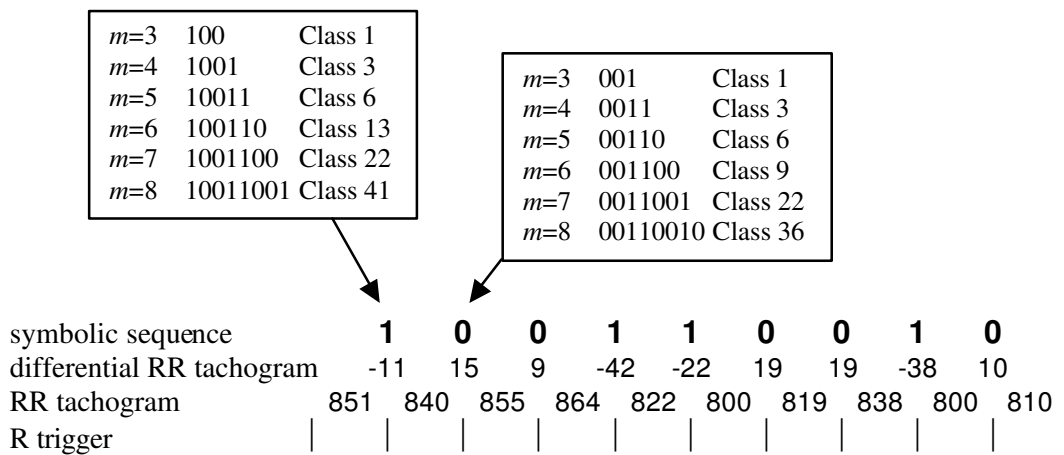 m=3 100 Class 1
m=4 1001 Class 3
m=5 10011 Class 6
m=6 100110 Class 13
m=7 1001100 Class 22
m=8 10011001 Class 41
m=3 001 Class 1
m=4 0011 Class 3
m=5 00110 Class 6
m=6 001100 Class 9
m=7 0011001 Class 22
m=8 00110010 Class 36
symbolic sequence 1 0 0 1 1 0 0 1 0
differential RR tachogram -11 15 9 -42 -22 19 19 -38 10
RR tachogram 851 840 855 864 822 800 819 838 800 810
R trigger